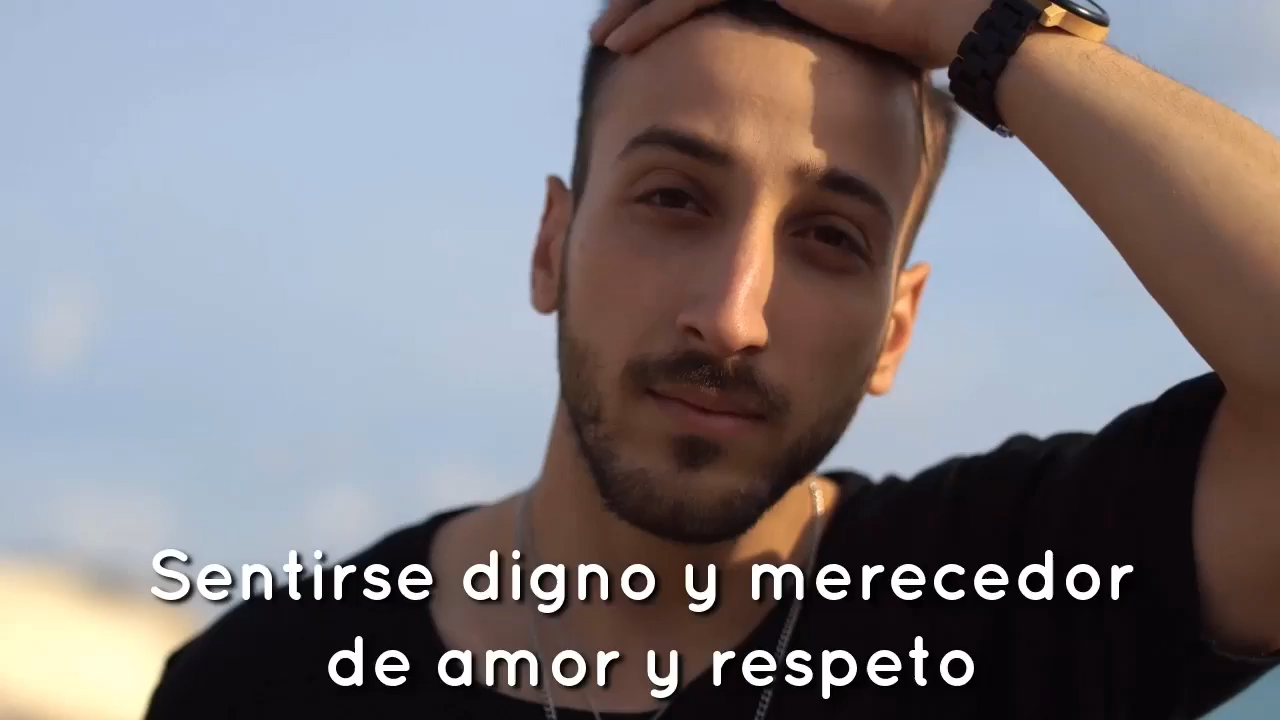 Sentirse digno y merecedor
de amor y respeto